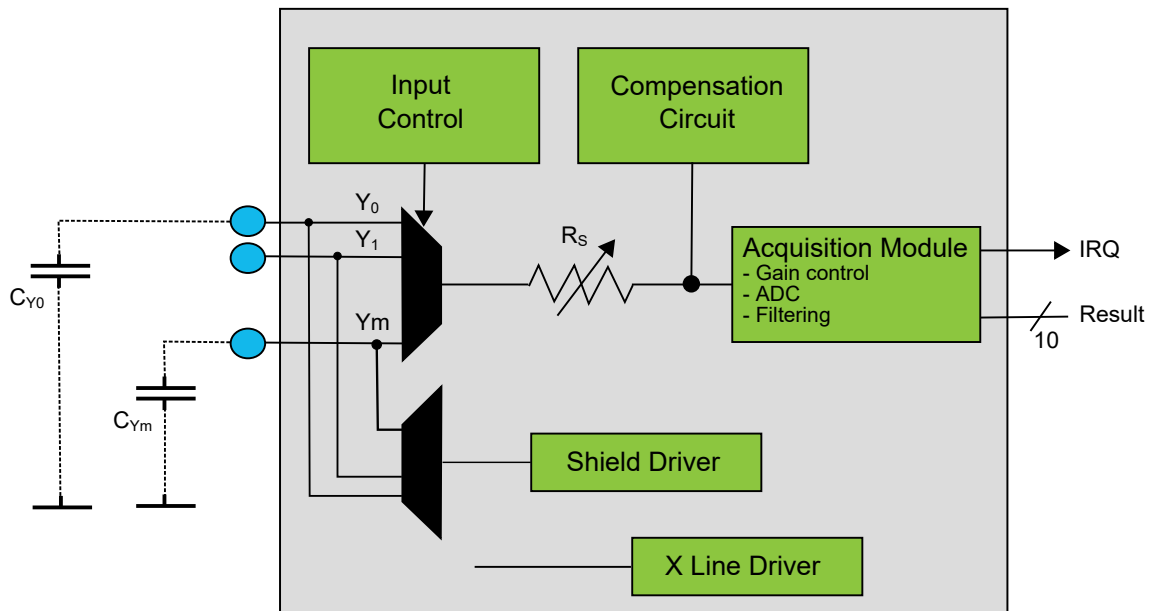 Input
Control
Compensation
Circuit
Y0
Y1
Ym
RS
Acquisition Module
- Gain control
- ADC
- Filtering
IRQ
Result
10
CY0
CYm
Shield Driver
X Line Driver